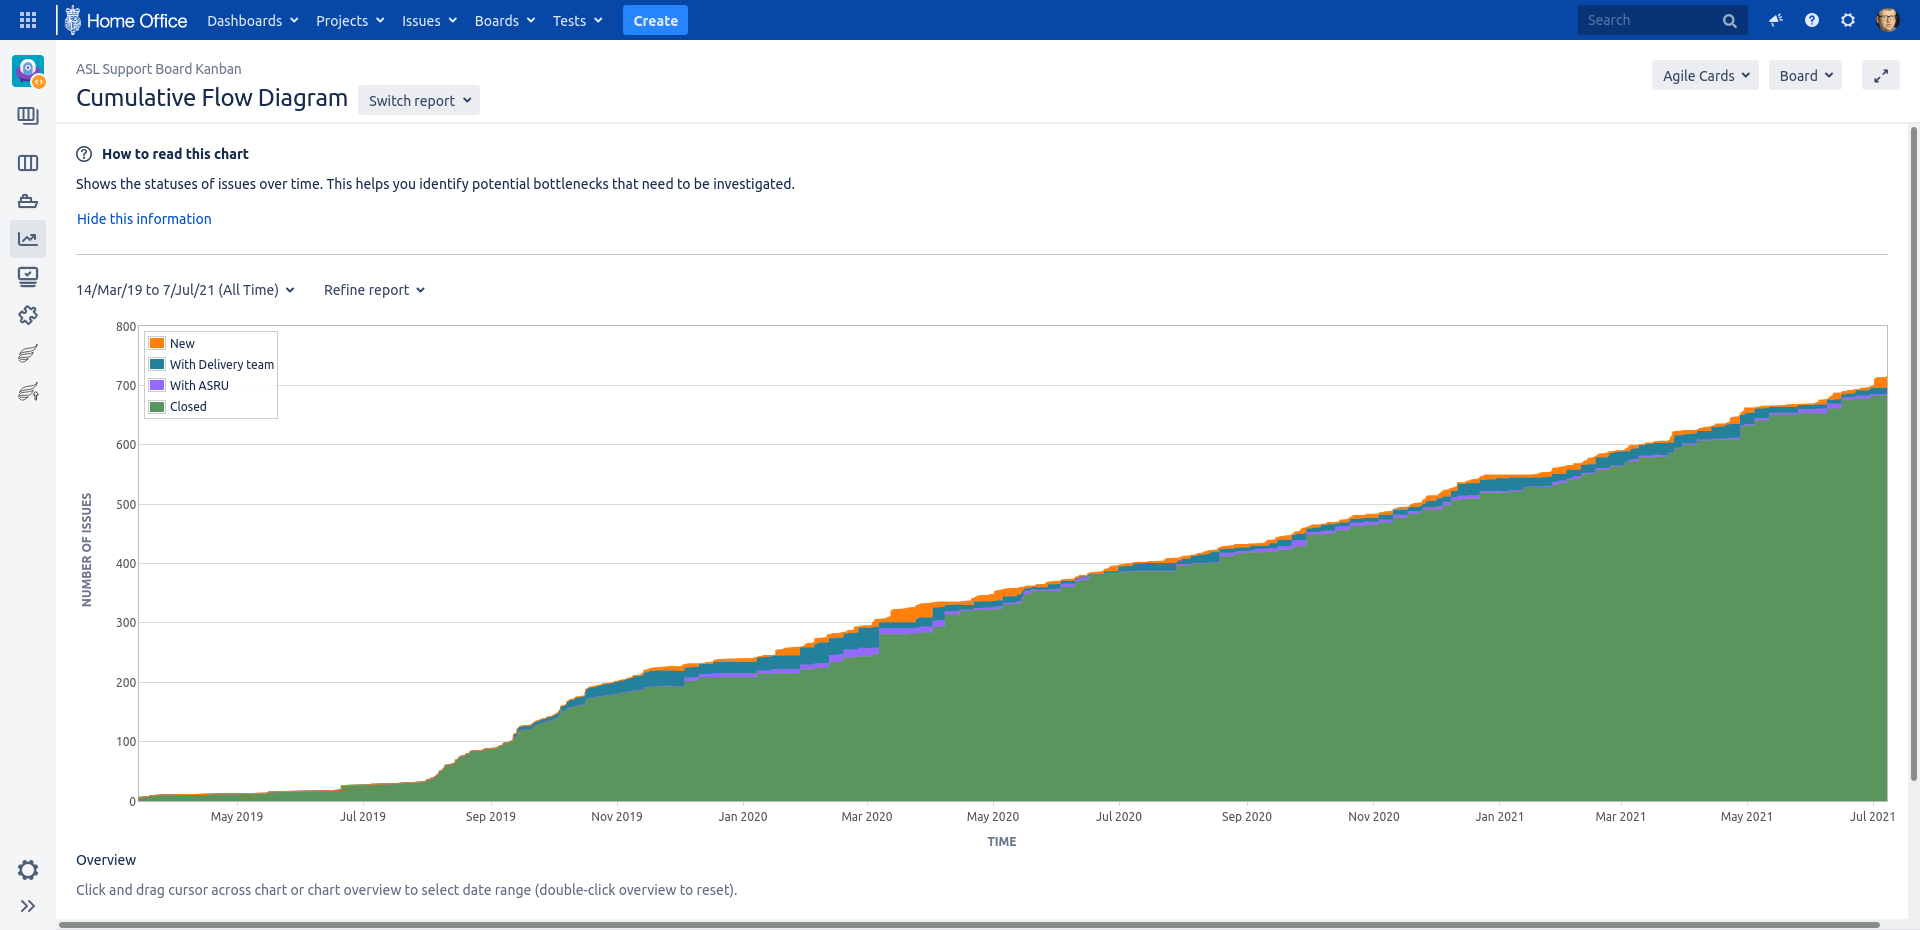 Home Office Dashboards Projects Issues Boards Tests Create Search
ASL Support Board Kanban
Cumulative Flow Diagram Switch report
Agile Cards Board
How to read this chart
Shows the statuses of issues over time. This helps you identify potential bottlenecks that need to be investigated.
Hide this information
14/Mar/19 to 7/Jul/21 (All Time) Refine report
800
700
600
500
400
300
200
100
0
NUMBER OF ISSUES
New
With Delivery team
With ASRU
Closed
May 2019 Jul 2019 Sep 2019 Nov 2019 Jan 2020 Mar 2020 May 2020 Jul 2020 Sep 2020 Nov 2020 Jan 2021 Mar 2021 May 2021 Jul 2021
TIME
Overview
Click and drag cursor across chart or chart overview to select date range (double-click overview to reset).